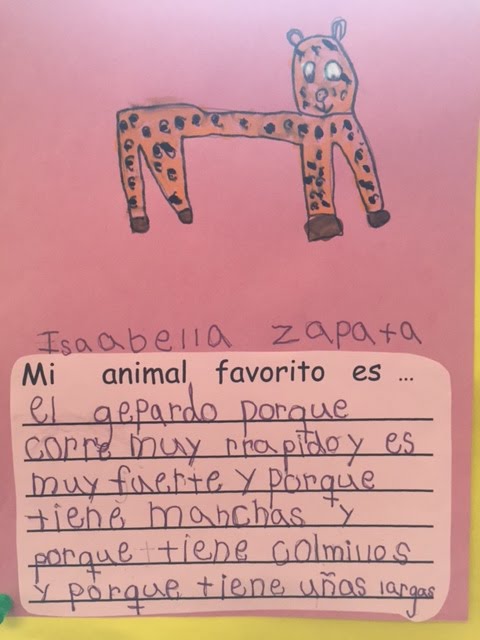 Isaabella zapata
Mi animal favorito es ...
el gepardo porque
corre muy rrapido y es
muy fuerte y porque
tiene manchas y
porque tiene colmillos
y porque tiene uñas largas